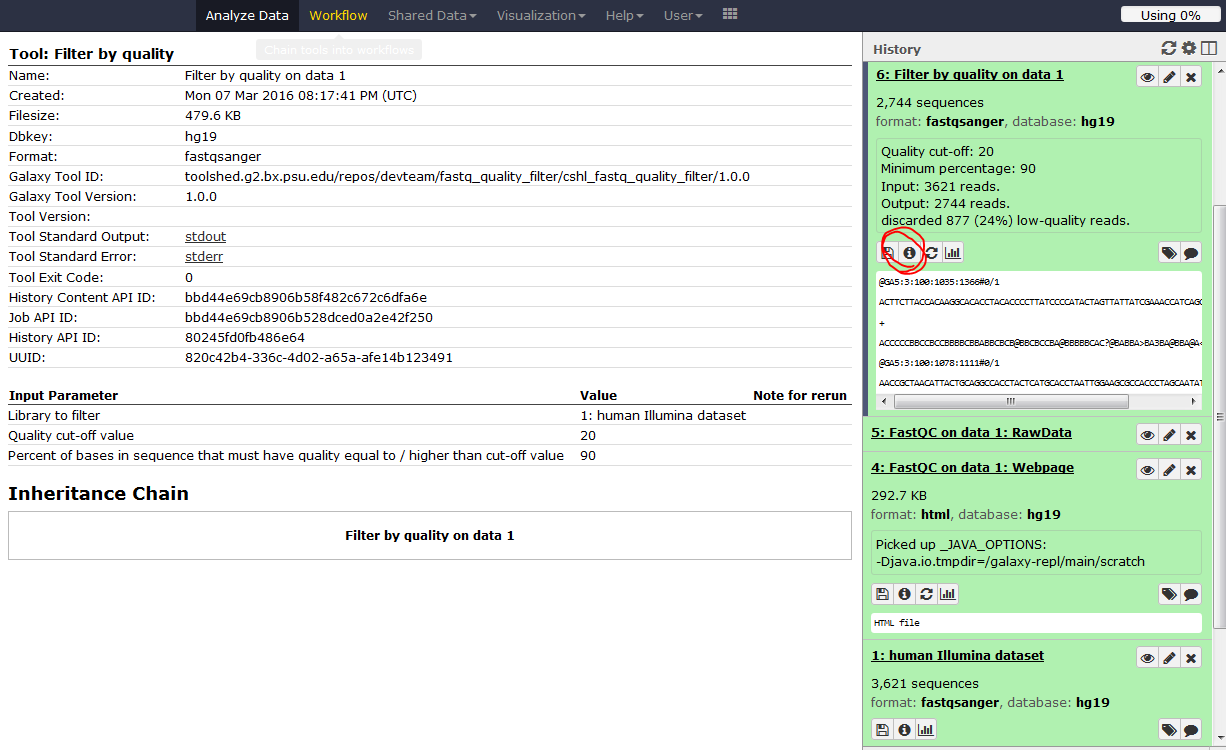 Analyze Data Workflow Shared Data Visualization Help User Using 0%
Chain tools into workflows
Tool: Filter by quality
Name: Filter by quality on data 1
Created: Mon 07 Mar 2016 08:17:41 PM (UTC)
Filesize: 479.6 KB
Dbkey: hg19
Format: fastqsanger
Galaxy Tool ID: toolshed.g2.bx.psu.edu/repos/devteam/fastq_quality_filter/cshl_fastq_quality_filter/1.0.0
Galaxy Tool Version: 1.0.0
Tool Version:
Tool Standard Output: stdout
Tool Standard Error: stderr
Tool Exit Code: 0
History Content API ID: bbd44e69cb8906b58f482c672c6dfa6e
Job API ID: bbd44e69cb8906b528dced0a2e42f250
History API ID: 80245fd0fb486e64
UUID: 820c42b4-336c-4d02-a65a-afe14b123491
Input Parameter Value Note for rerun
Library to filter 1: human Illumina dataset
Quality cut-off value 20
Percent of bases in sequence that must have quality equal to / higher than cut-off value 90
Inheritance Chain
Filter by quality on data 1
History
6: Filter by quality on data 1
2,744 sequences
format: fastqsanger, database: hg19
Quality cut-off: 20
Minimum percentage: 90
Input: 3621 reads.
Output: 2744 reads.
discarded 877 (24%) low-quality reads.
@GA5:3:100:1035:1366#0/1
ACTTCTTACCACAAGGCACACCTACACCCCTTATCCCCATACTAGTTATTATCGAAACCATCAGC
+
ACCCCCBBCCBCCBBBBCBBABBCBCB@BBCBCCBA@BBBBBCAC?@BABBA>BA3BA@BBA@A<
@GA5:3:100:1078:1111#0/1
AACCGCTAACATTACTGCAGGCCACCTACTCATGCACCTAATTGGAAGCGCCACCCTAGCAATAT
5: FastQC on data 1: RawData
4: FastQC on data 1: Webpage
292.7 KB
format: html, database: hg19
Picked up _JAVA_OPTIONS:
-Djava.io.tmpdir=/galaxy-repl/main/scratch
HTML file
1: human Illumina dataset
3,621 sequences
format: fastqsanger, database: hg19